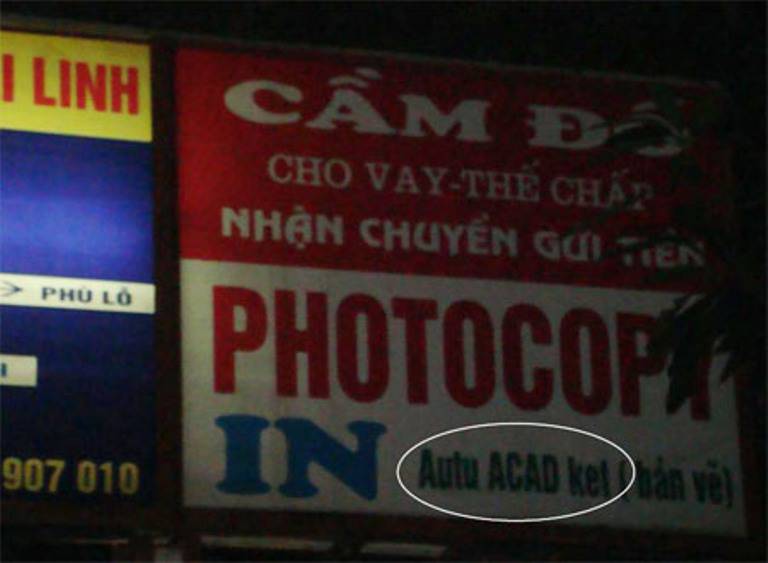 I LINH
PHÙ LỖ
907 010
CẦM ĐỒ
CHO VAY-THẾ CHẤP
NHẬN CHUYỂN GỬI TIỀN
PHOTOCOPY
IN
Autu ACAD ket (bản vẽ)